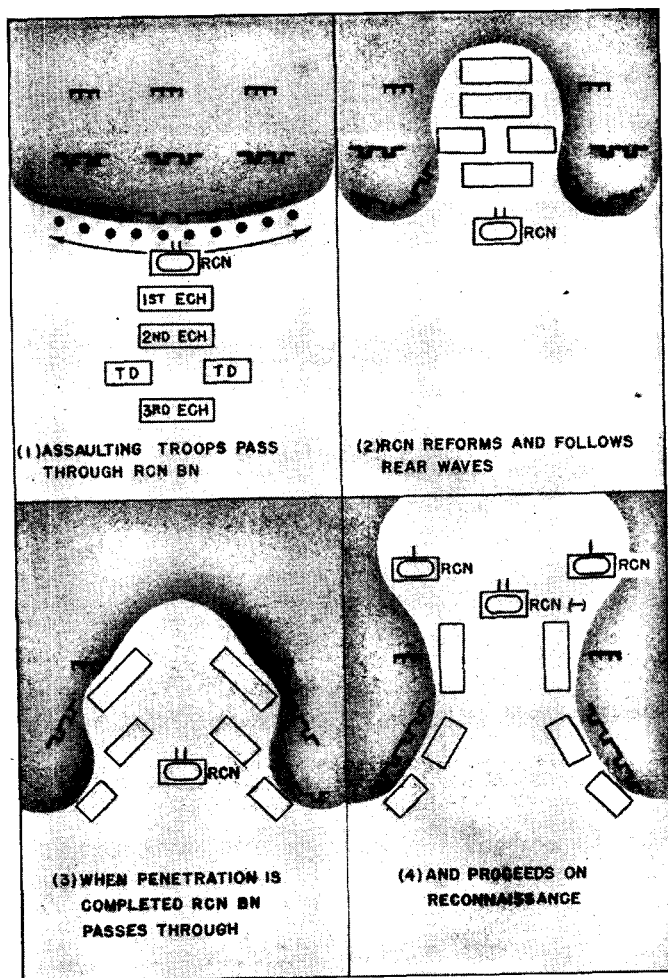 RCN
1ST ECH
2ND ECH
TD TD
3RD ECH
(1) ASSAULTING TROOPS PASS
THROUGH RCN BN
RCN
(2) RCN REFORMS AND FOLLOWS
REAR WAVES
RCN
(3) WHEN PENETRATION IS
COMPLETED RCN BN
PASSES THROUGH
RCN RCN
RCN (-)
(4) AND PROCEEDS ON
RECONNAISSANCE